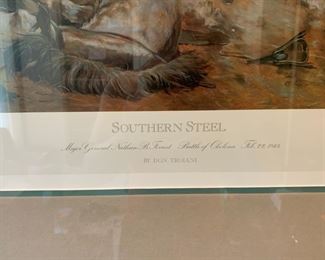 SOUTHERN STEEL
Major General Nathan B. Forrest Battle of Okolona Feb. 22, 1864
BY DON TROIANI